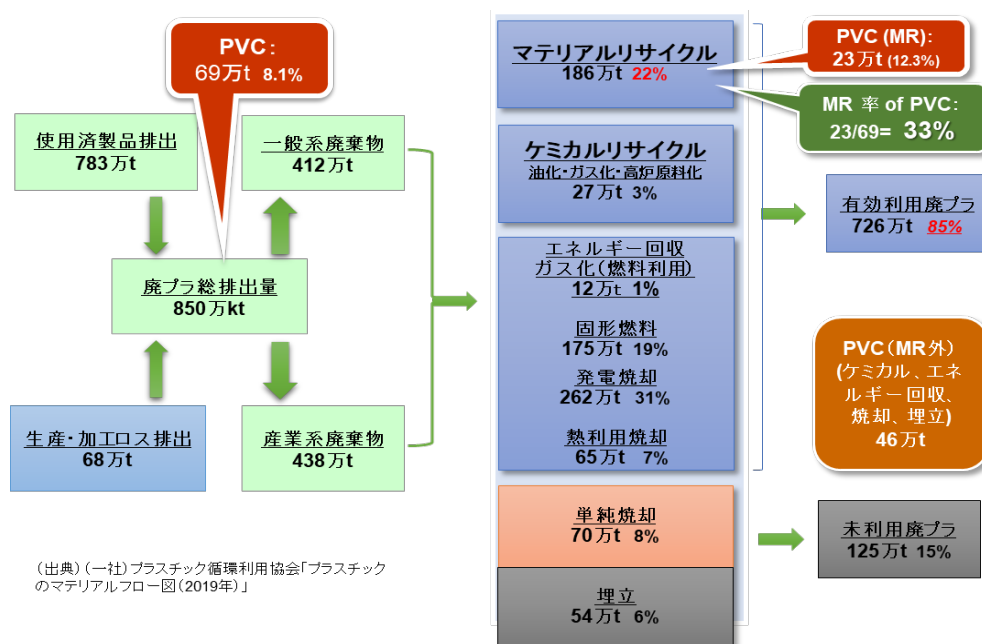 PVC:
69万t 8.1%
使用済製品排出
783万t
一般系廃棄物
412万t
廃プラ総排出量
850万kt
生産・加工ロス排出
68万t
産業系廃棄物
438万t
マテリアルリサイクル
186万t 22%
ケミカルリサイクル
油化・ガス化・高炉原料化
27万t 3%
エネルギー回収
ガス化(燃料利用)
12万t 1%
固形燃料
175万t 19%
発電焼却
262万t 31%
熱利用焼却
65万t 7%
単純焼却
70万t 8%
埋立
54万t 6%
PVC (MR):
23万t (12.3%)
MR 率 of PVC:
23/69= 33%
有効利用廃プラ
726万t 85%
PVC(MR外)
(ケミカル、エネ
ルギー回収、
焼却、埋立)
46万t
未利用廃プラ
125万t 15%
(出典)(一社)プラスチック循環利用協会「プラスチック
のマテリアルフロー図(2019年)」